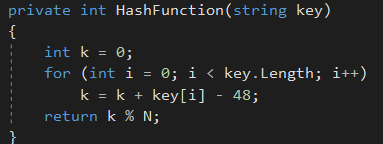 private int HashFunction(string key)
{
    int k = 0;
    for (int i = 0; i < key.Length; i++)
        k = k + key[i] - 48;
    return k % N;
}